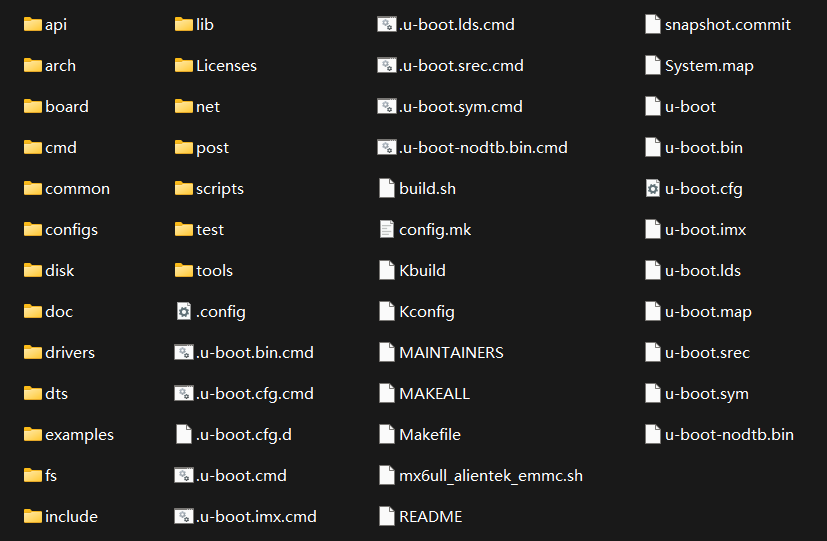 api
arch
board
cmd
common
configs
disk
doc
drivers
dts
examples
fs
include
lib
Licenses
net
post
scripts
test
tools
.config
.u-boot.bin.cmd
.u-boot.cfg.cmd
.u-boot.cfg.d
.u-boot.cmd
.u-boot.imx.cmd
.u-boot.lds.cmd
.u-boot.srec.cmd
.u-boot.sym.cmd
.u-boot-nodtb.bin.cmd
build.sh
config.mk
Kbuild
Kconfig
MAINTAINERS
MAKEALL
Makefile
mx6ull_alientek_emmc.sh
README
snapshot.commit
System.map
u-boot
u-boot.bin
u-boot.cfg
u-boot.imx
u-boot.lds
u-boot.map
u-boot.srec
u-boot.sym
u-boot-nodtb.bin